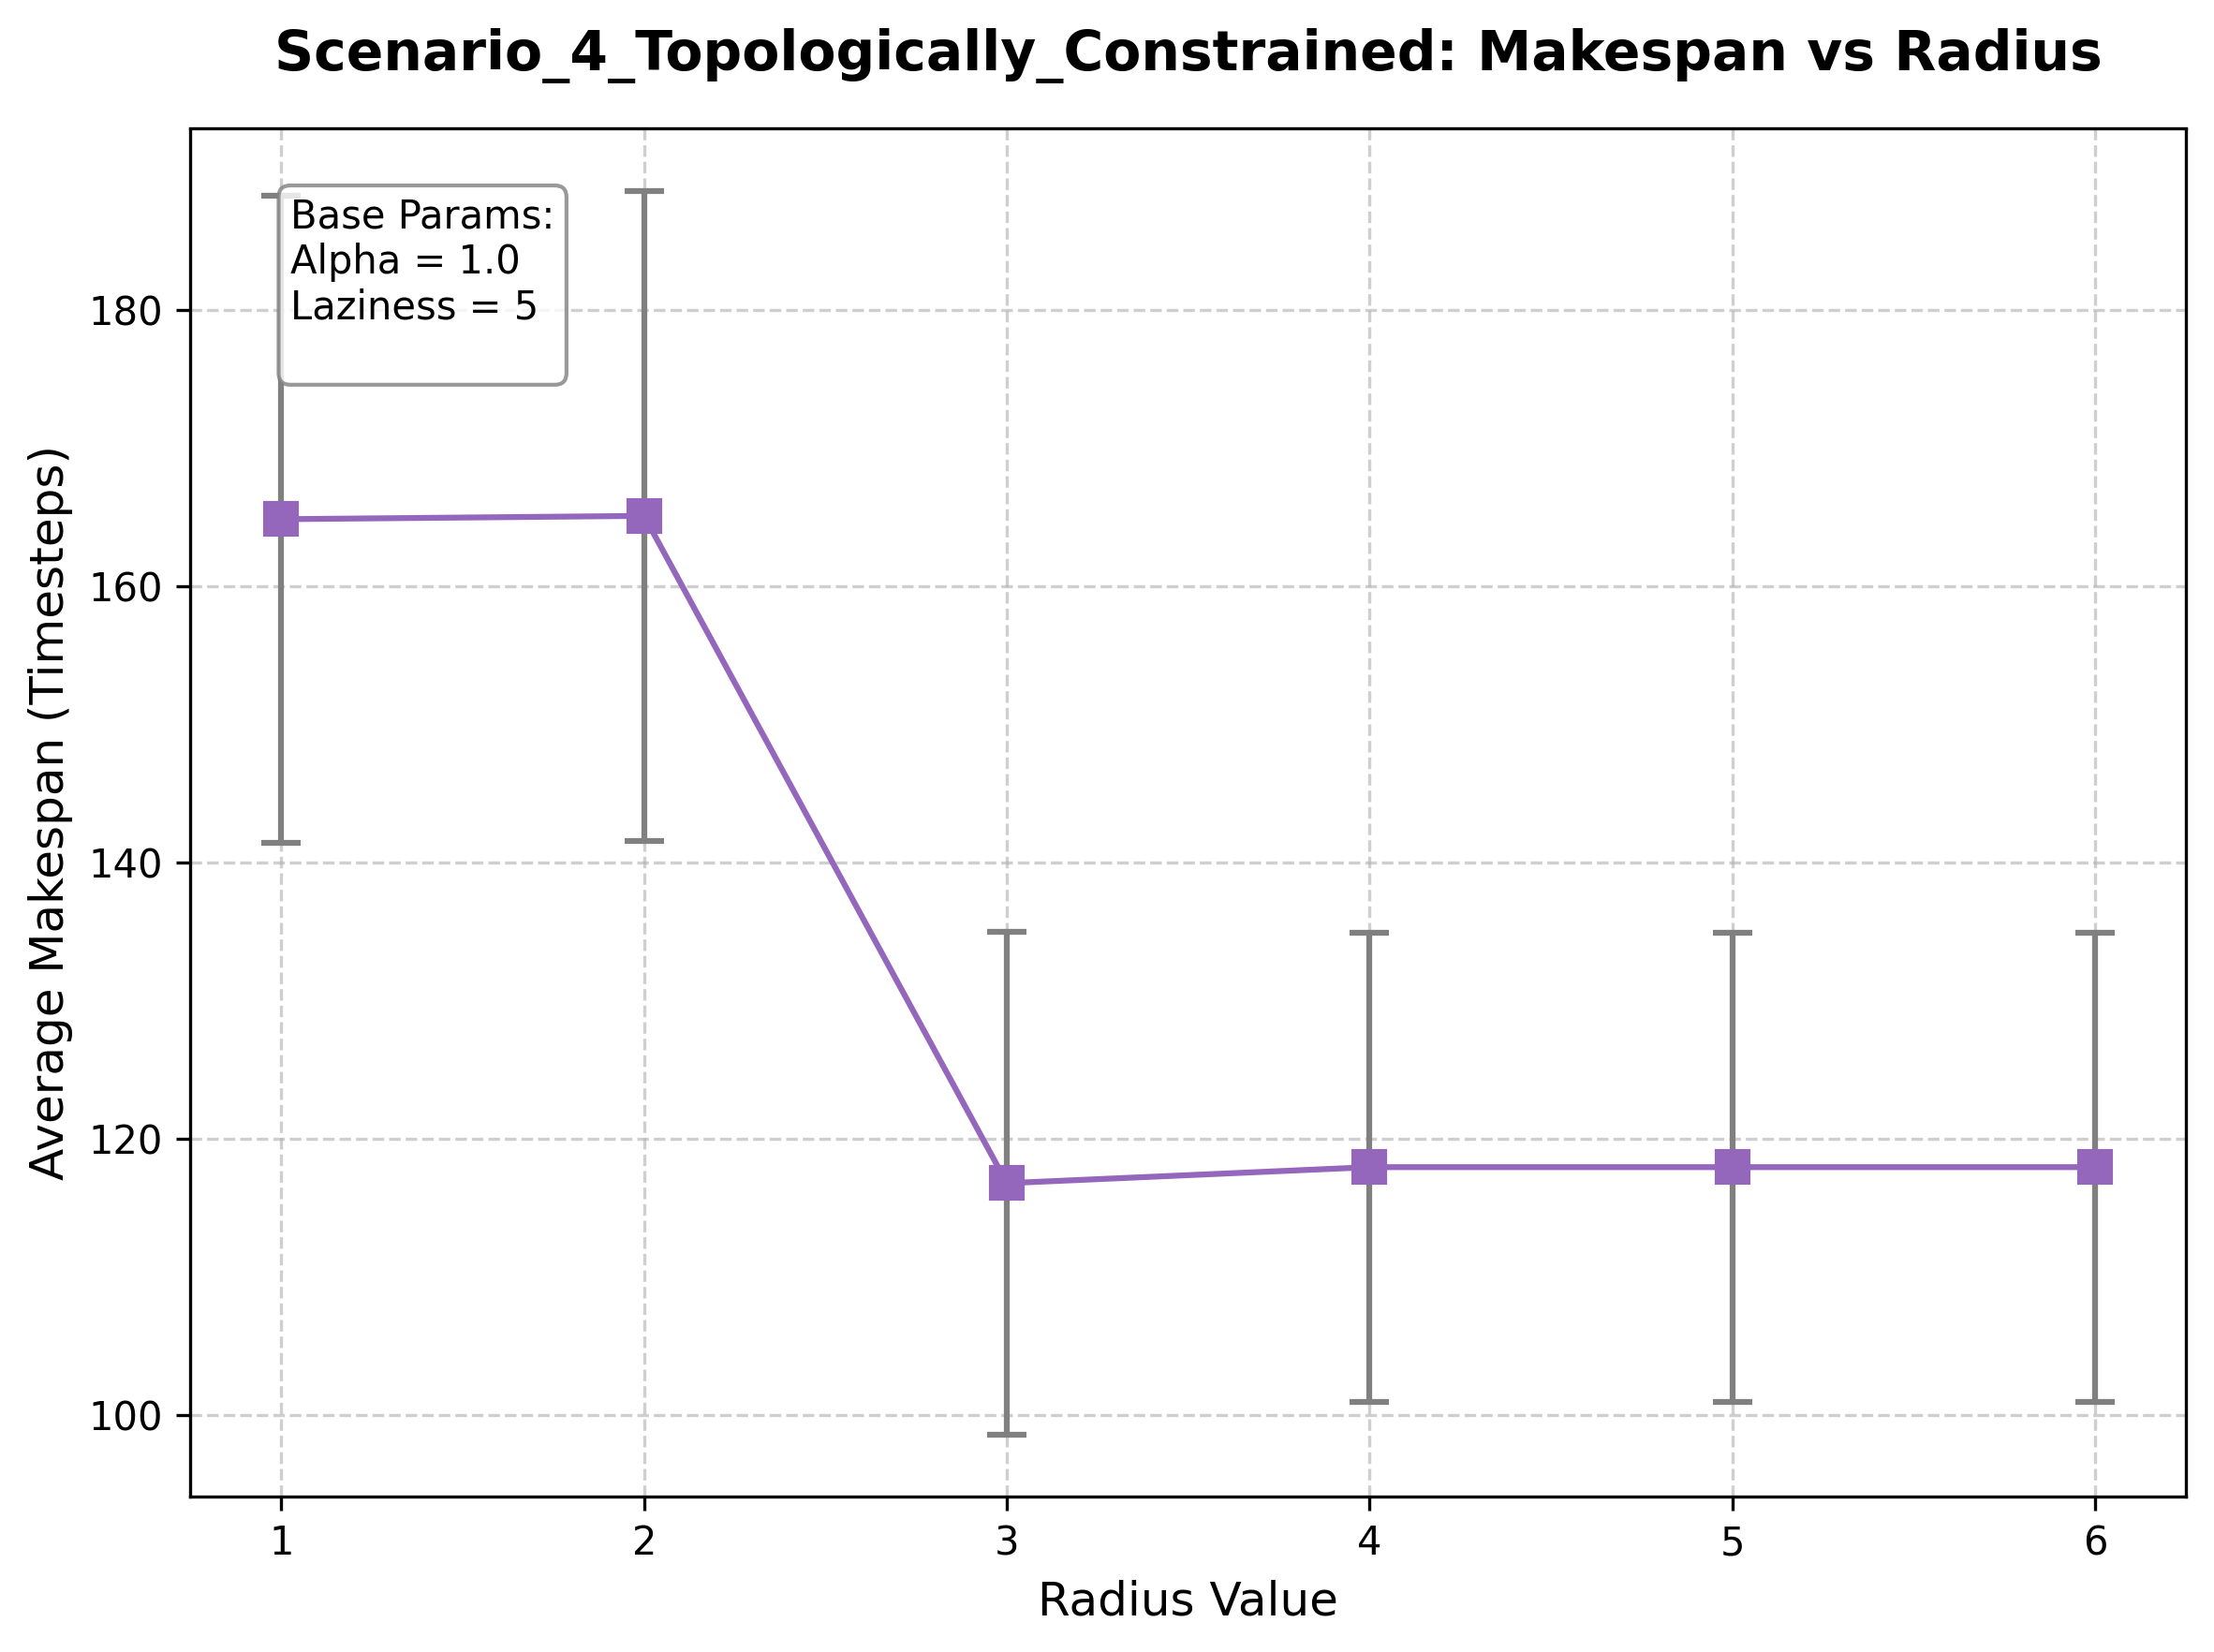 Scenario_4_Topologically_Constrained: Makespan vs Radius
Base Params:
Alpha = 1.0
Laziness = 5
Average Makespan (Timesteps)
180
160
140
120
100
1 2 3 4 5 6
Radius Value